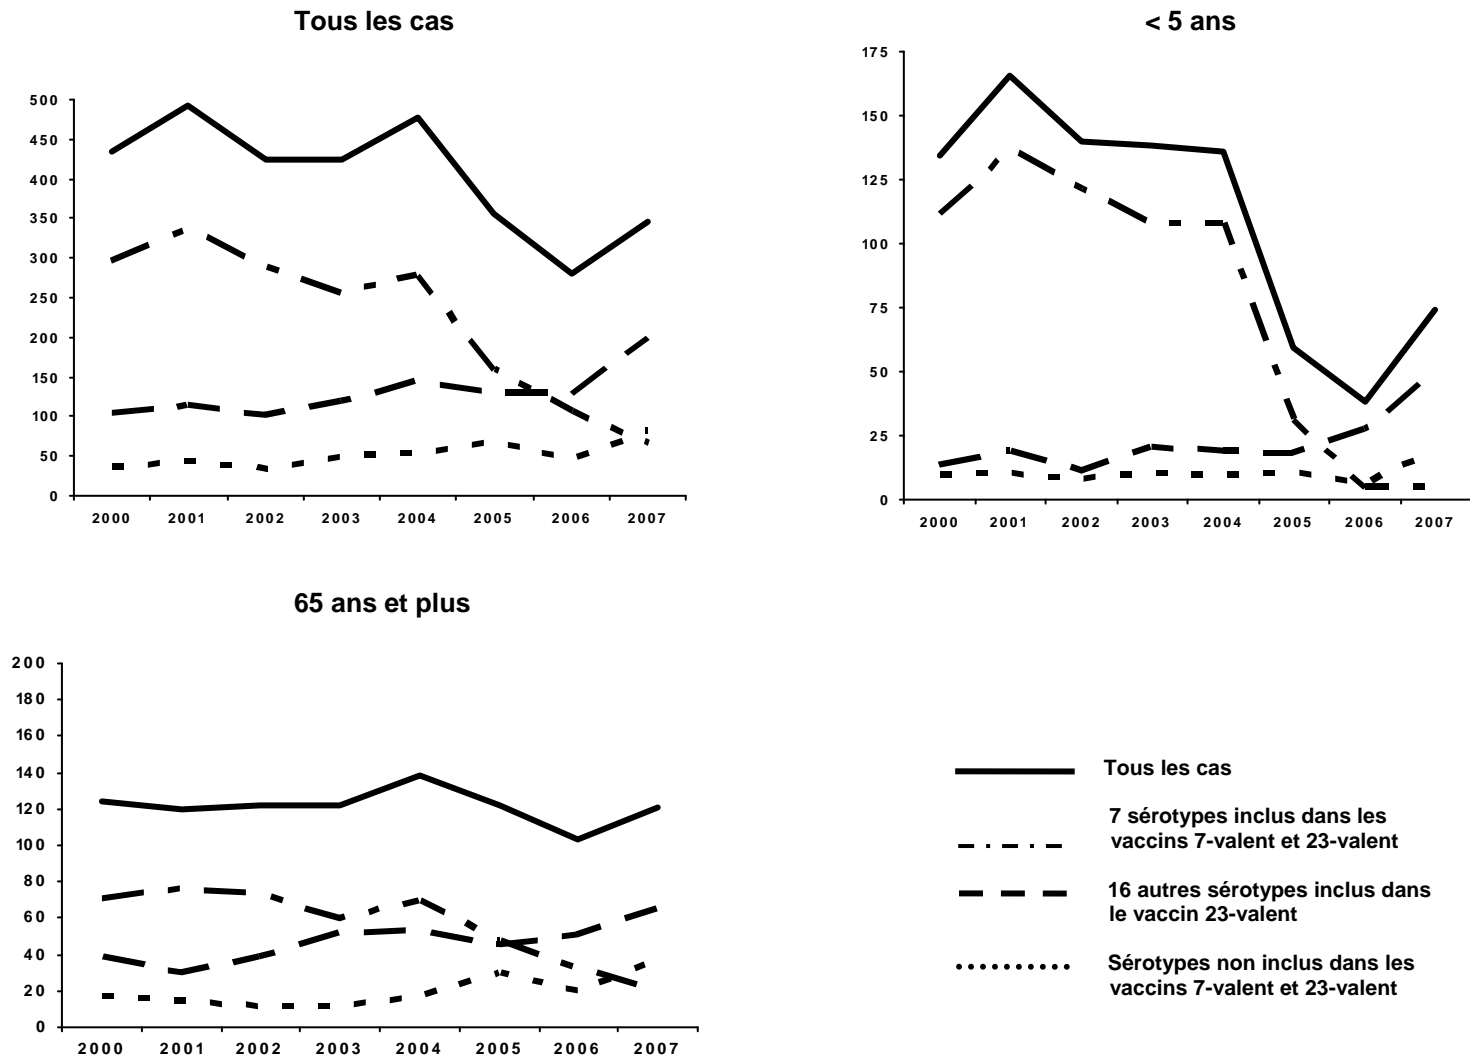 Tous les cas
500
450
400
350
300
250
200
150
100
50
0
2000 2001 2002 2003 2004 2005 2006 2007
< 5 ans
175
150
125
100
75
50
25
0
2000 2001 2002 2003 2004 2005 2006 2007
65 ans et plus
200
180
160
140
120
100
80
60
40
20
0
2000 2001 2002 2003 2004 2005 2006 2007
Tous les cas
7 sérotypes inclus dans les
vaccins 7-valent et 23-valent
16 autres sérotypes inclus dans
le vaccin 23-valent
Sérotypes non inclus dans les
vaccins 7-valent et 23-valent